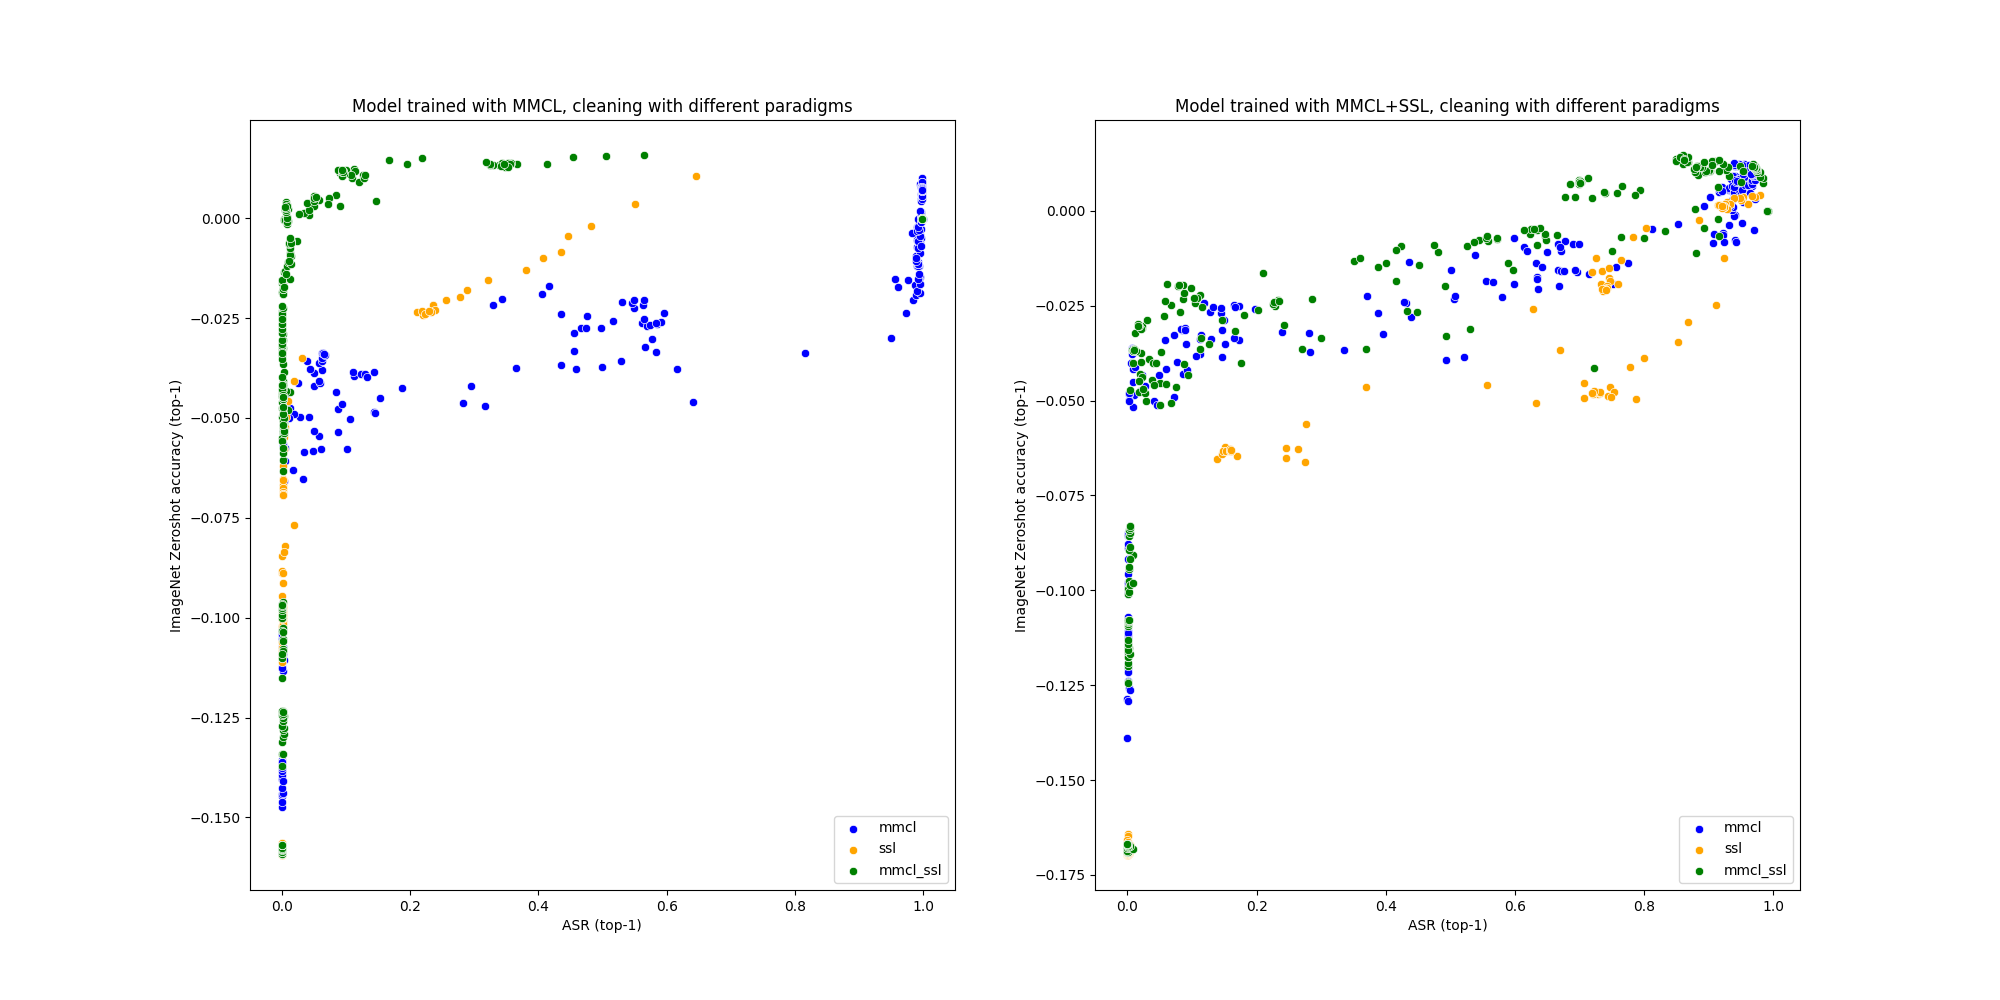 Model trained with MMCL, cleaning with different paradigms
ImageNet Zeroshot accuracy (top-1)
0.000
−0.025
−0.050
−0.075
−0.100
−0.125
−0.150
0.0 0.2 0.4 0.6 0.8 1.0
ASR (top-1)
mmcl
ssl
mmcl_ssl
Model trained with MMCL+SSL, cleaning with different paradigms
ImageNet Zeroshot accuracy (top-1)
0.000
−0.025
−0.050
−0.075
−0.100
−0.125
−0.150
−0.175
0.0 0.2 0.4 0.6 0.8 1.0
ASR (top-1)
mmcl
ssl
mmcl_ssl